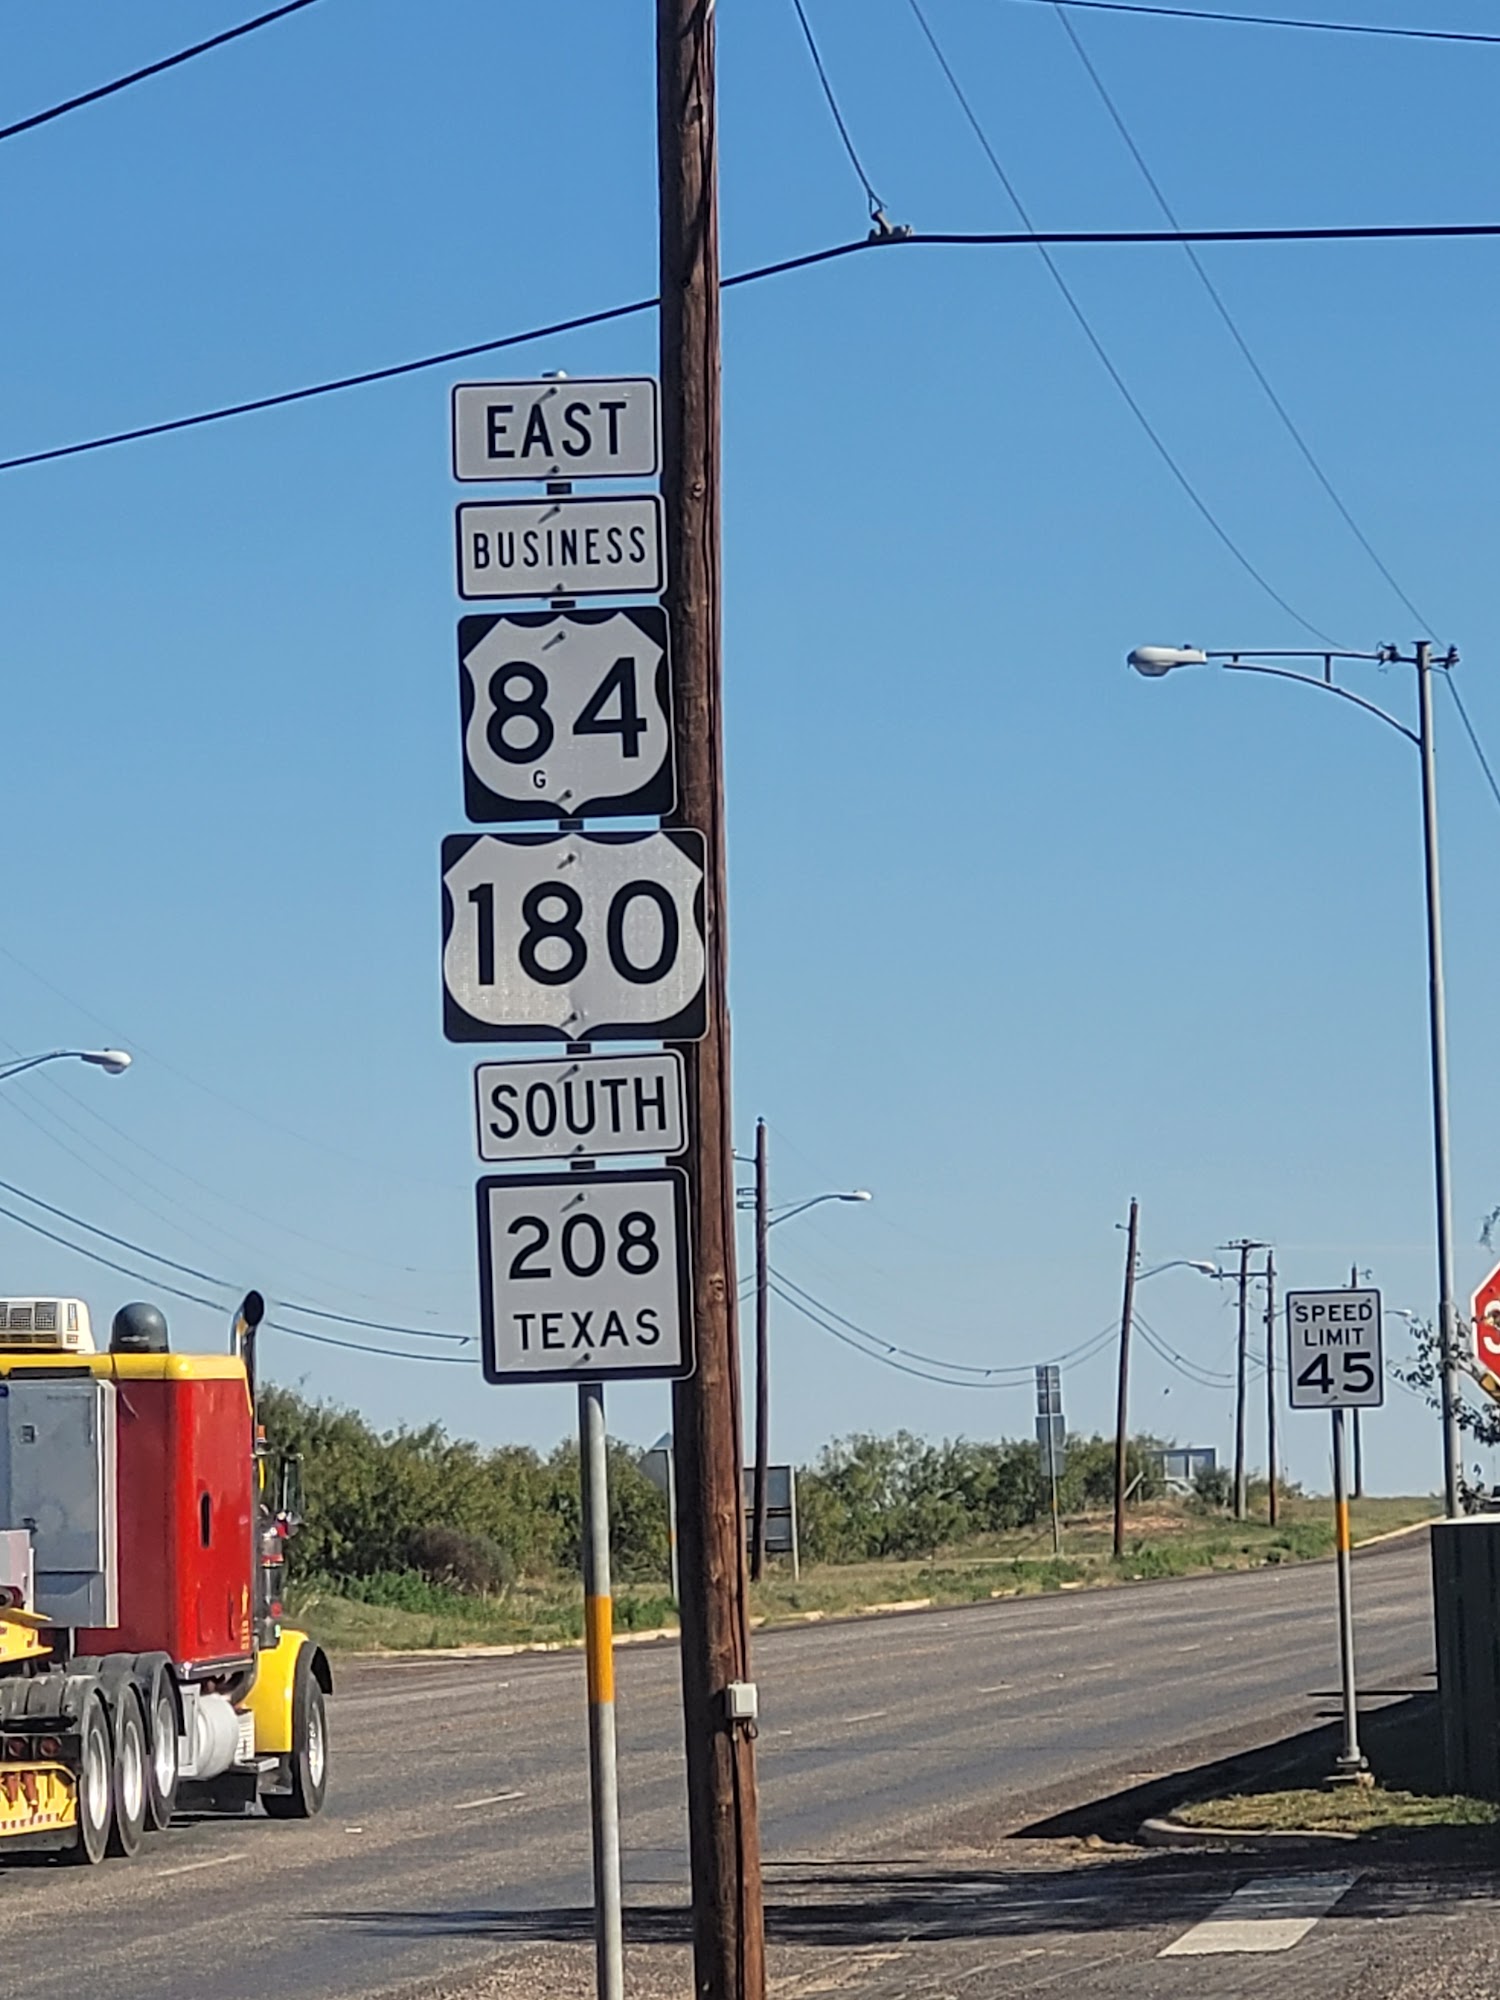 EAST
BUSINESS
84
G
180
SOUTH
208
TEXAS
SPEED
LIMIT
45